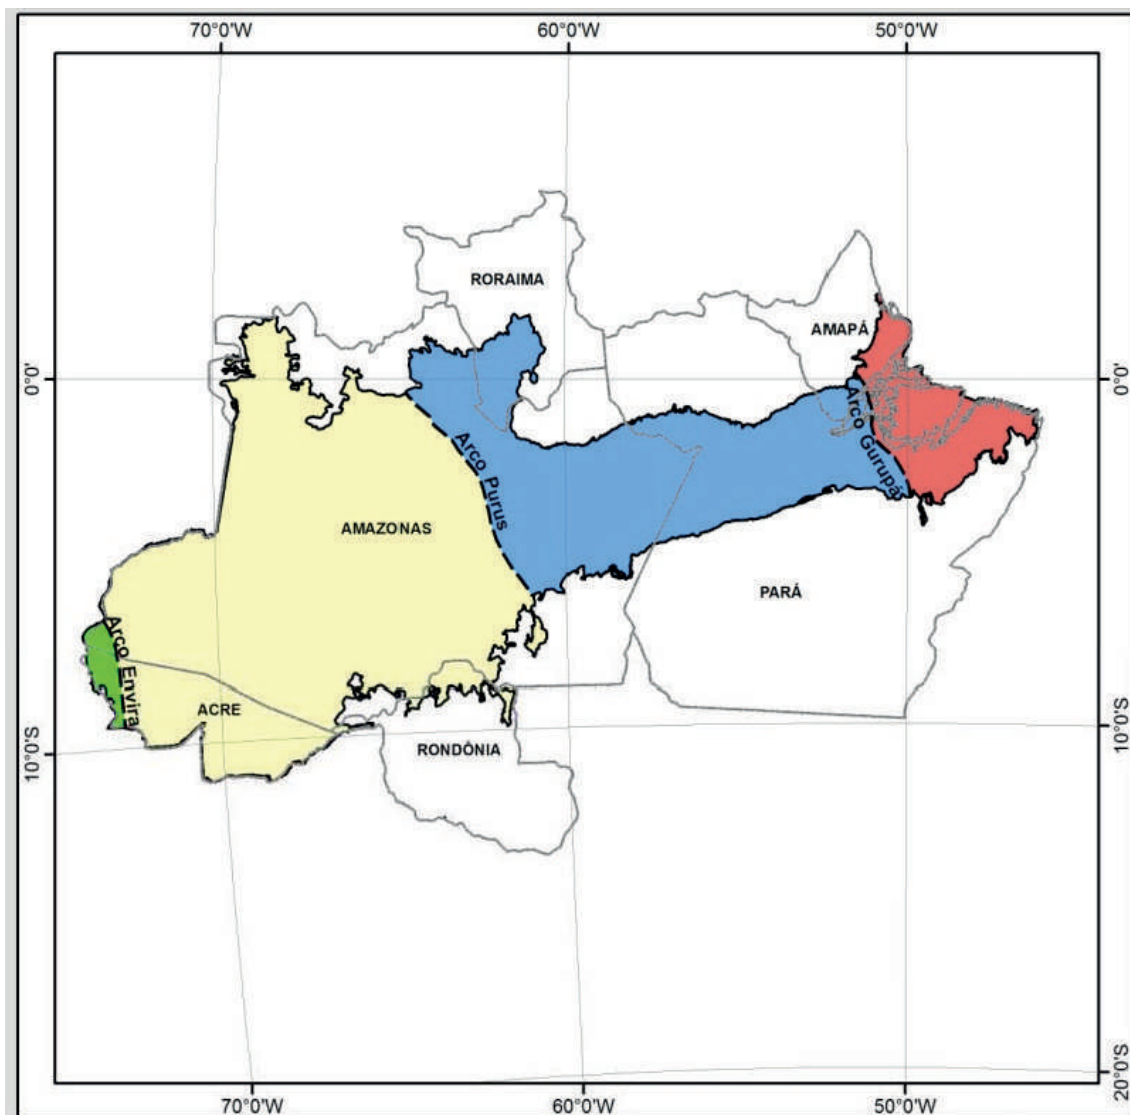 70°0'W
60°0'W
50°0'W
RORAIMA
AMAPÁ
0°0'
0°0'
Arco Gurupá
Arco Purus
AMAZONAS
PARÁ
Arco Envira
ACRE
RONDÔNIA
10°0'S
10°0'S
20°0'S
70°0'W
60°0'W
50°0'W